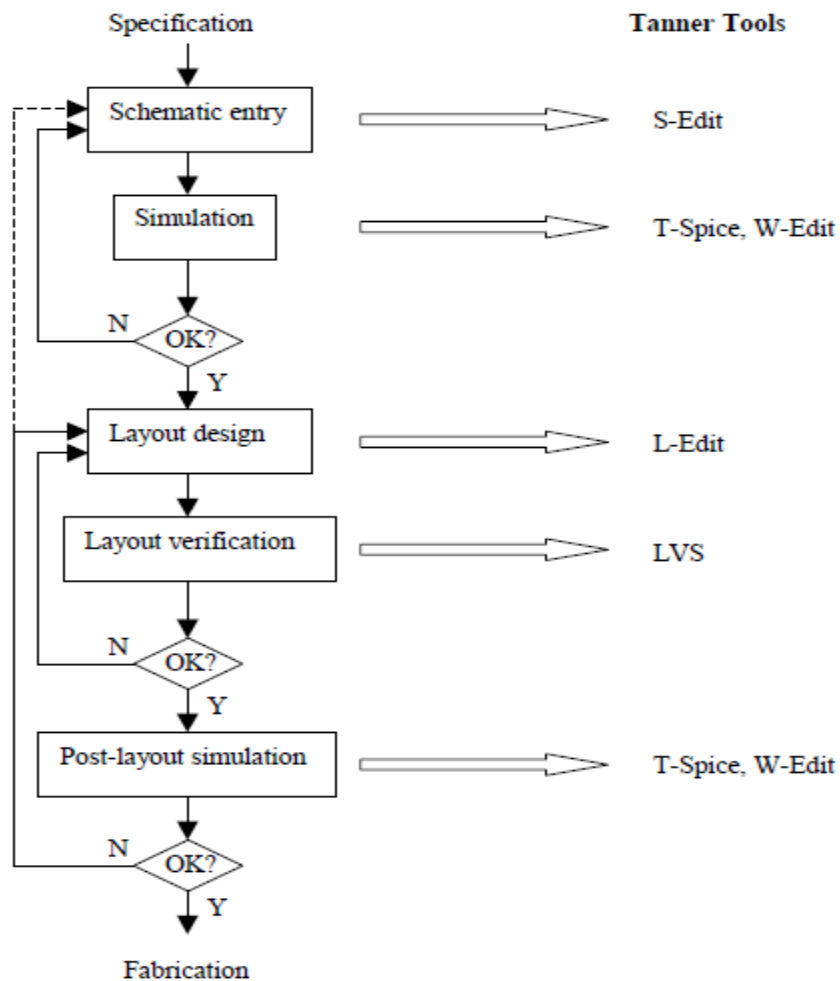 Specification Tanner Tools
Schematic entry S-Edit
Simulation T-Spice, W-Edit
N OK?
Y
Layout design L-Edit
Layout verification LVS
N OK?
Y
Post-layout simulation T-Spice, W-Edit
N OK?
Y
Fabrication